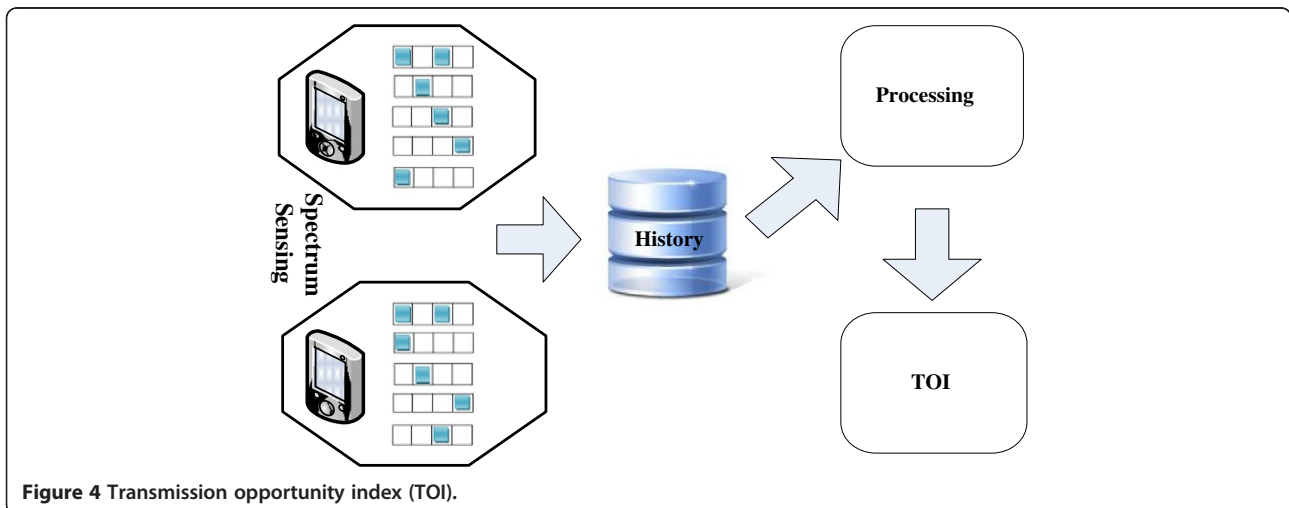 Spectrum
Sensing
History
Processing
TOI
Figure 4 Transmission opportunity index (TOI).